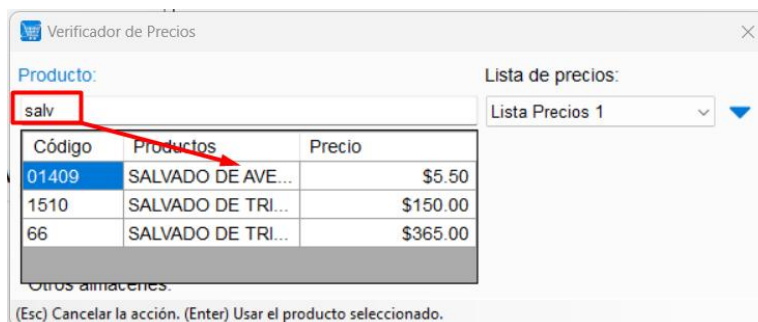 Verificador de Precios
Producto:
Lista de precios:
salv
Lista Precios 1
Código Productos Precio
01409 SALVADO DE AVE... $5.50
1510 SALVADO DE TRI... $150.00
66 SALVADO DE TRI... $365.00
Otros almacenes:
(Esc) Cancelar la acción. (Enter) Usar el producto seleccionado.